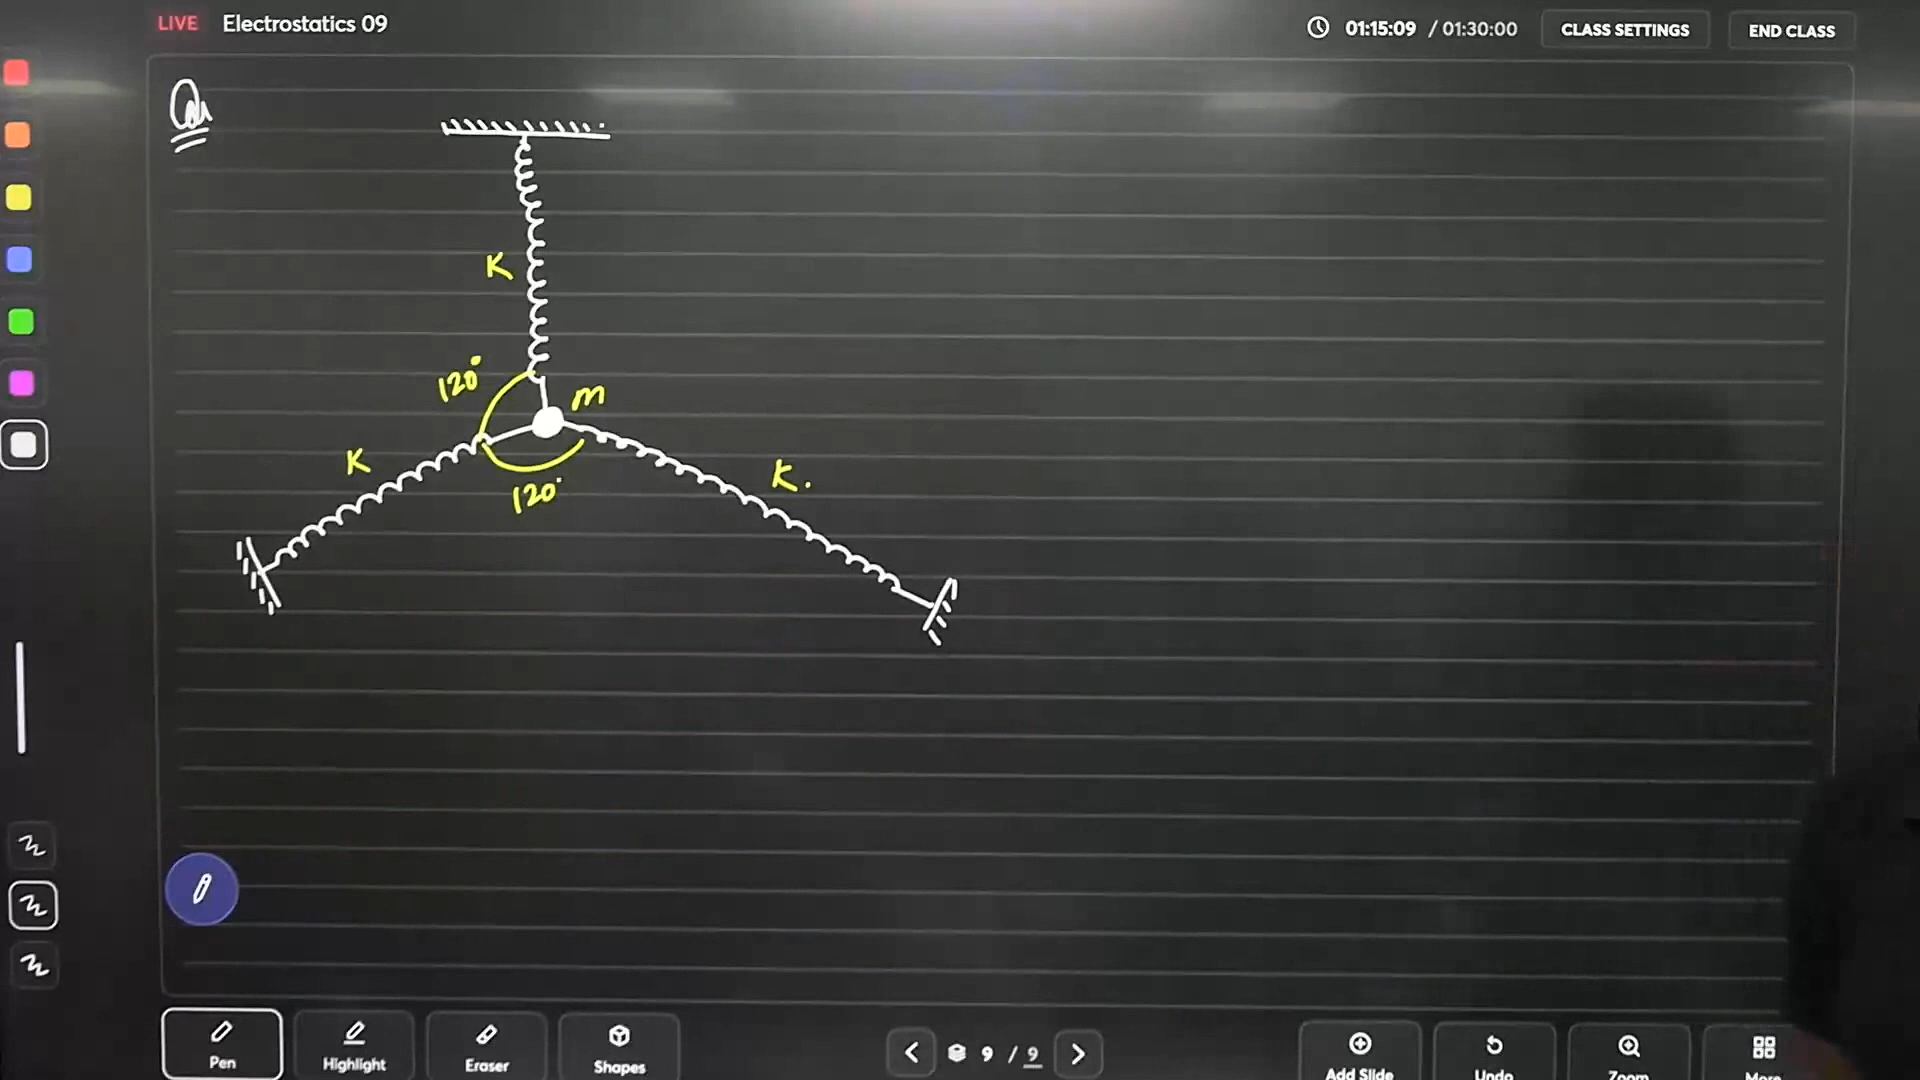 LIVE Electrostatics 09
01:15:09 / 01:30:00 CLASS SETTINGS END CLASS
K
120°
m
K
120°
K.
9 / 9
Pen Highlight Eraser Shapes
Add Slide Undo Zoom More